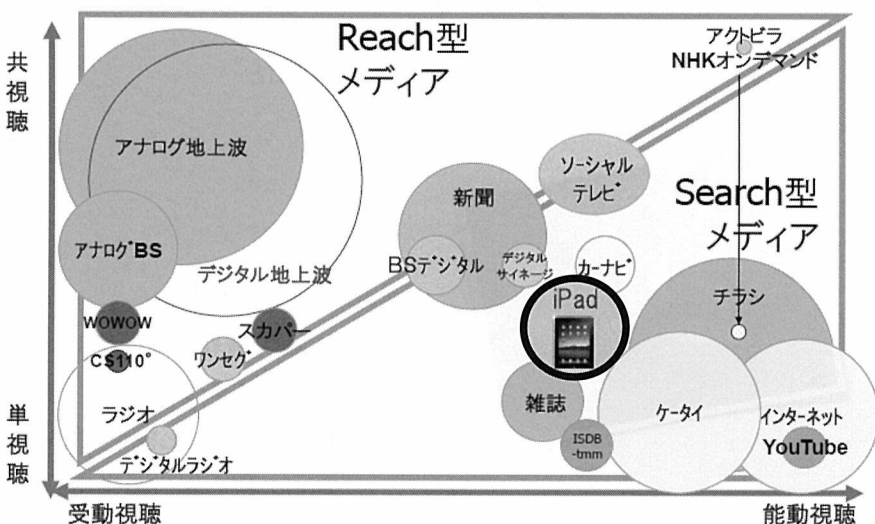 共視聴
Reach型
メディア
アクトビラ
NHKオンデマンド
アナログ地上波
ソーシャル
テレビ
新聞
Search型
メディア
アナログBS
デジタル地上波
BSデジタル
デジタル
サイネージ
カーナビ
iPad
チラシ
WOWOW
スカパー
CS110°
ワンセグ
単視聴
ラジオ
雑誌
ケータイ
インターネット
YouTube
ISDB
-tmm
デジタルラジオ
受動視聴
能動視聴